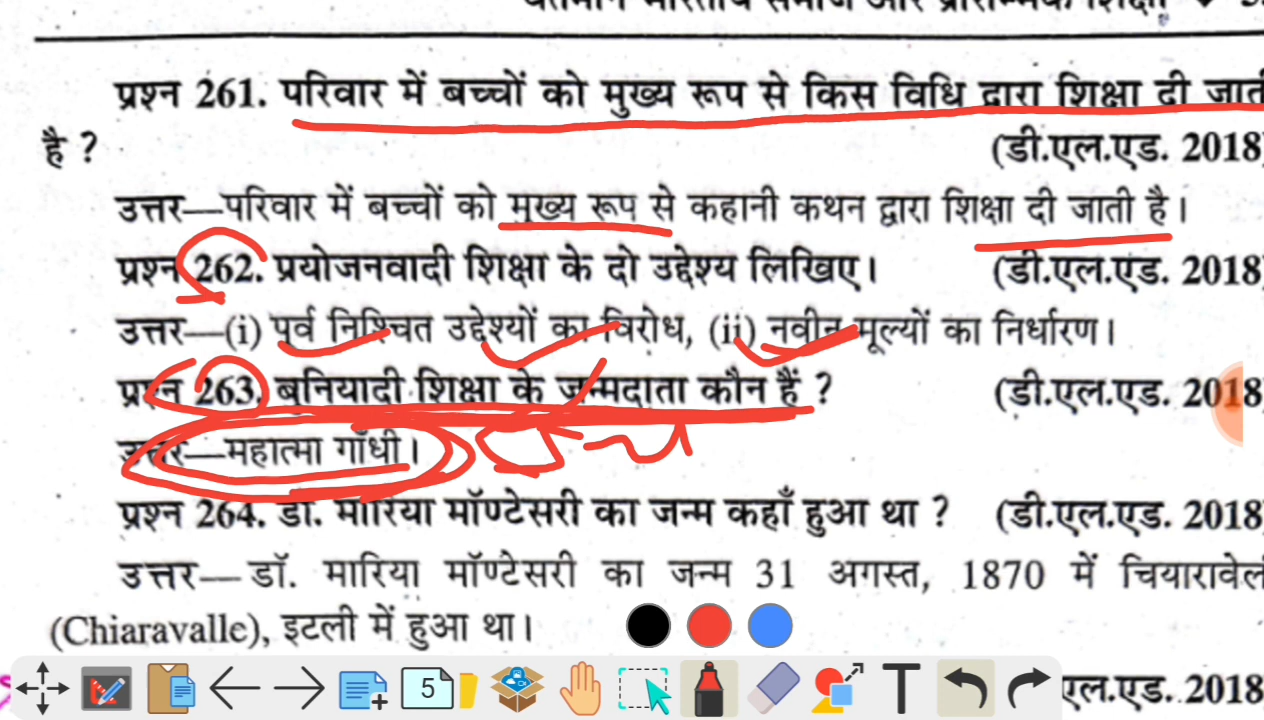 वर्तमान भारतीय समाज और प्रारम्भिक शिक्षा
प्रश्न 261. परिवार में बच्चों को मुख्य रूप से किस विधि द्वारा शिक्षा दी जाती
है ? (डी.एल.एड. 2018)
उत्तर—परिवार में बच्चों को मुख्य रूप से कहानी कथन द्वारा शिक्षा दी जाती है।
प्रश्न 262. प्रयोजनवादी शिक्षा के दो उद्देश्य लिखिए। (डी.एल.एड. 2018)
उत्तर—(i) पूर्व निश्चित उद्देश्यों का विरोध, (ii) नवीन मूल्यों का निर्धारण।
प्रश्न 263. बुनियादी शिक्षा के जन्मदाता कौन हैं ? (डी.एल.एड. 2018
उत्तर—महात्मा गाँधी।
प्रश्न 264. डॉ. मारिया मॉण्टेसरी का जन्म कहाँ हुआ था ? (डी.एल.एड. 2018)
उत्तर—डॉ. मारिया मॉण्टेसरी का जन्म 31 अगस्त, 1870 में चियारावेल
(Chiaravalle), इटली में हुआ था।
5 T
एल.एड. 2018